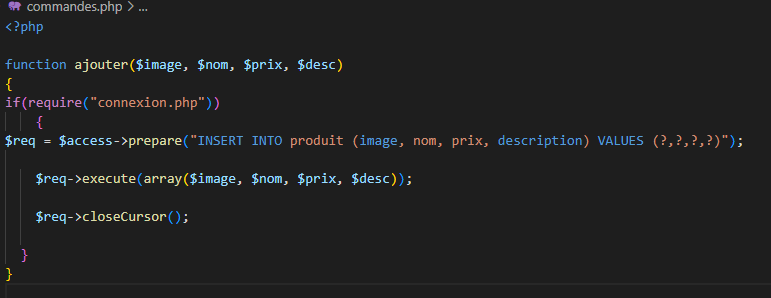 commandes.php > ...
<?php
function ajouter($image, $nom, $prix, $desc)
{
if(require("connexion.php"))
{
$req = $access->prepare("INSERT INTO produit (image, nom, prix, description) VALUES (?,?,?,?)");
$req->execute(array($image, $nom, $prix, $desc));
$req->closeCursor();
}
}